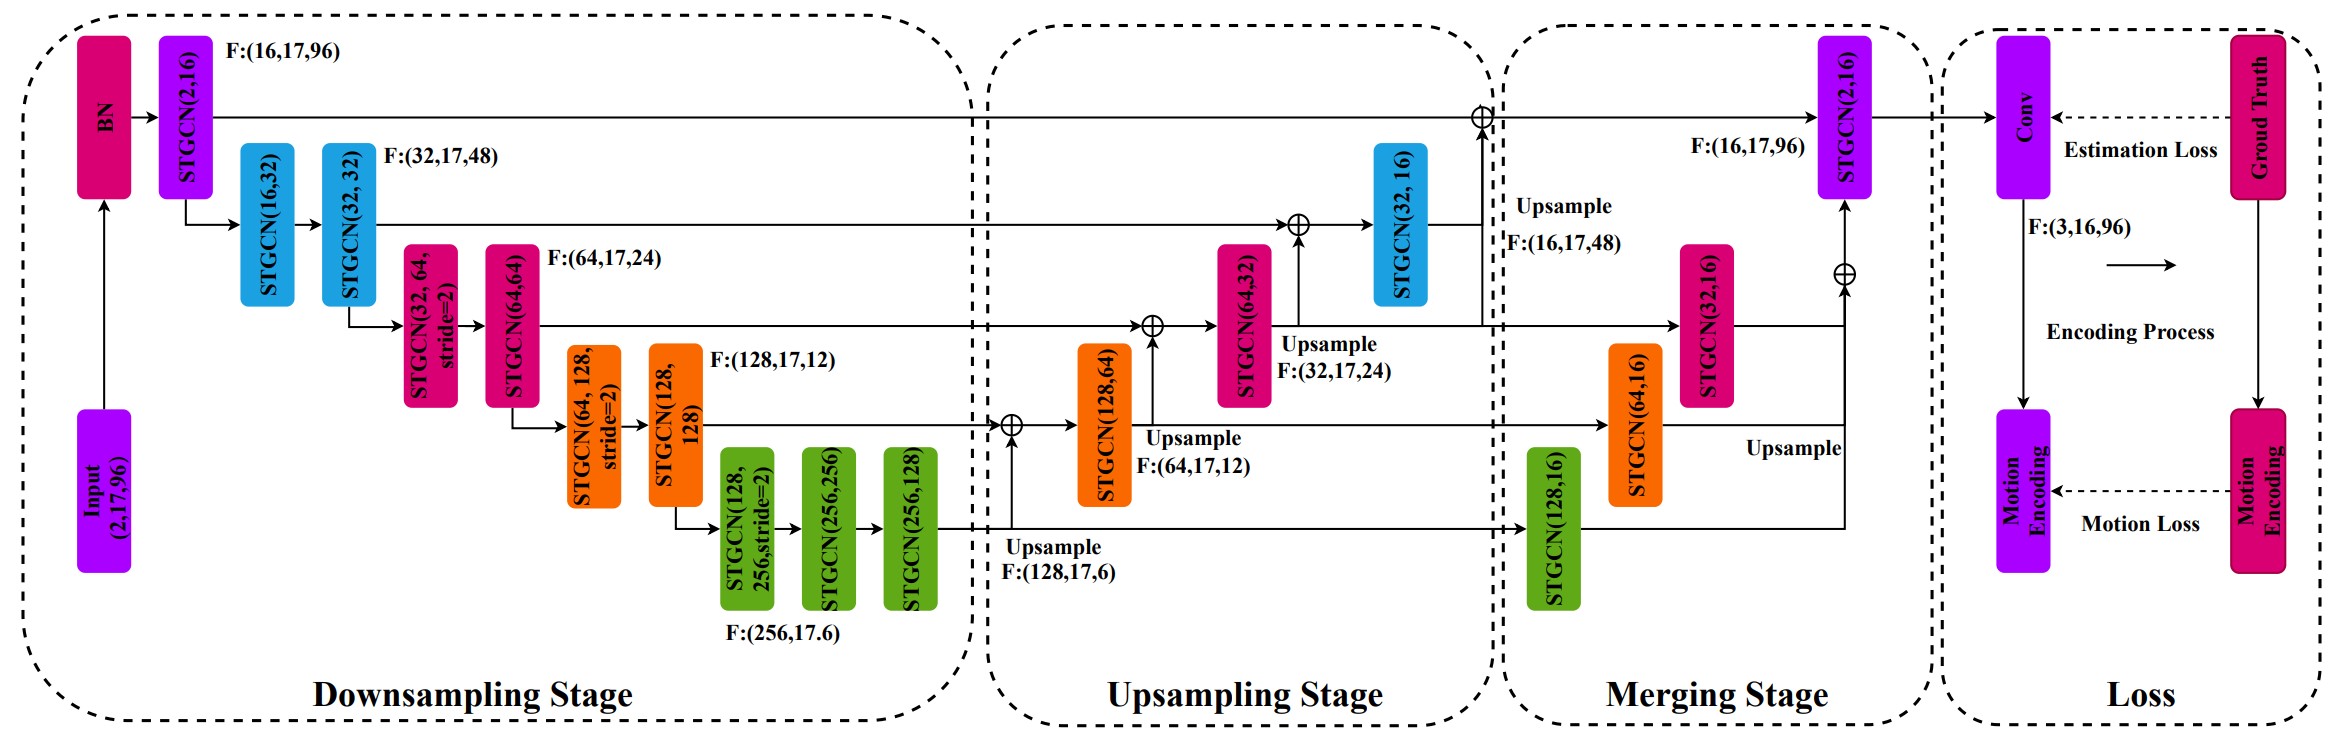 BN
STGCN(2,16)
F:(16,17,96)
STGCN(16,32)
STGCN(32, 32)
F:(32,17,48)
STGCN(32, 64,
stride=2)
STGCN(64,64)
F:(64,17,24)
STGCN(64, 128,
stride=2)
STGCN(128,
128)
F:(128,17,12)
Input
(2,17,96)
STGCN(128,
256,stride=2)
STGCN(256,256)
STGCN(256,128)
F:(256,17.6)
Downsampling Stage
Upsample
F:(128,17,6)
STGCN(128,64)
Upsample
F:(64,17,12)
STGCN(64,32)
Upsample
F:(32,17,24)
STGCN(32, 16)
Upsampling Stage
Upsample
F:(16,17,48)
F:(16,17,96)
STGCN(2,16)
STGCN(32,16)
STGCN(64,16)
Upsample
STGCN(128,16)
Merging Stage
Conv
Estimation Loss
Groud Truth
F:(3,16,96)
Encoding Process
Motion
Encoding
Motion Loss
Motion
Encoding
Loss